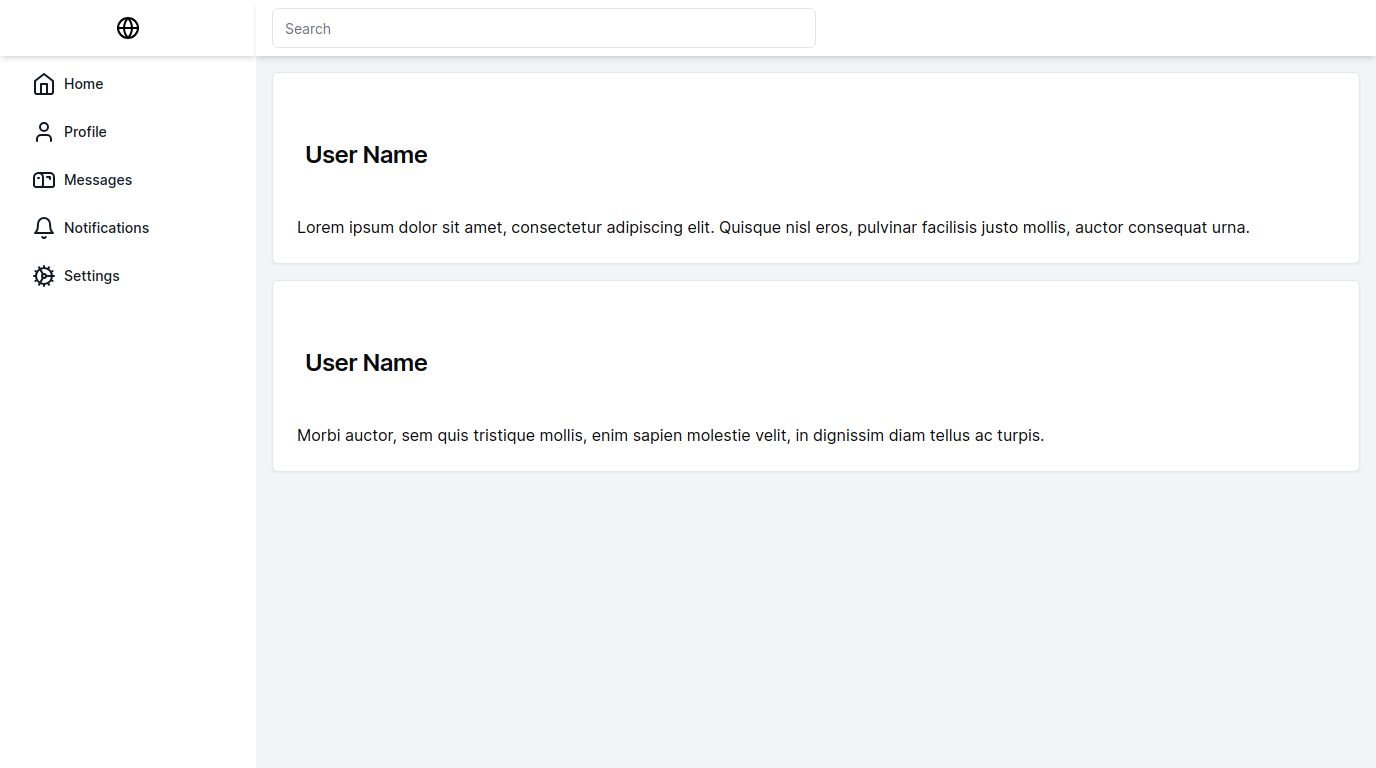 Search
Home
Profile
Messages
Notifications
Settings
User Name
Lorem ipsum dolor sit amet, consectetur adipiscing elit. Quisque nisl eros, pulvinar facilisis justo mollis, auctor consequat urna.
User Name
Morbi auctor, sem quis tristique mollis, enim sapien molestie velit, in dignissim diam tellus ac turpis.